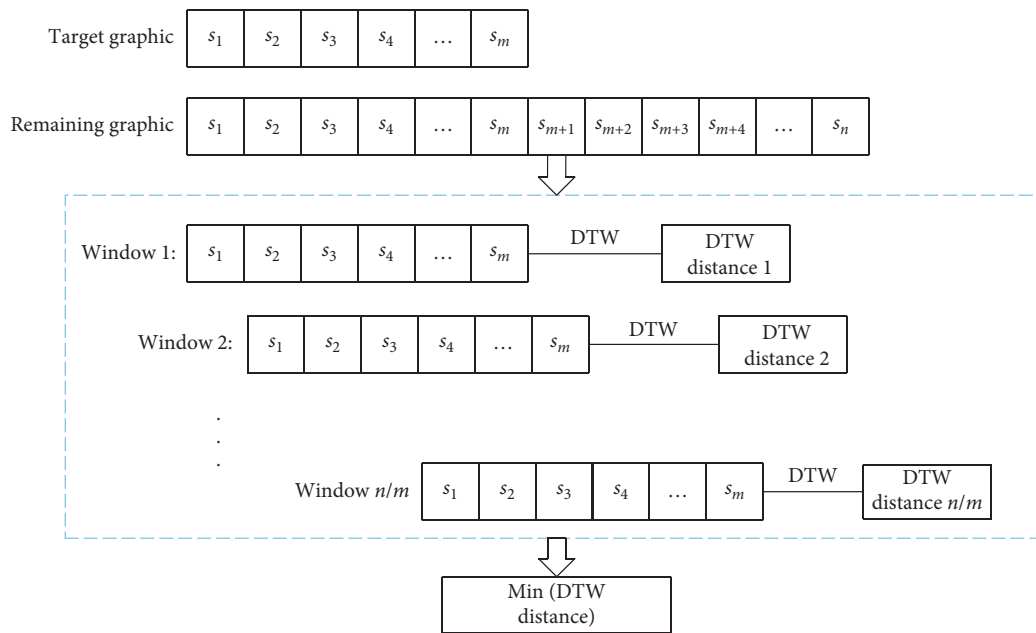 Target graphic s1 s2 s3 s4 … sm
Remaining graphic s1 s2 s3 s4 … sm sm+1 sm+2 sm+3 sm+4 … sn
Window 1: s1 s2 s3 s4 … sm DTW DTW
distance 1
Window 2: s1 s2 s3 s4 … sm DTW DTW
distance 2
.
.
.
Window n/m s1 s2 s3 s4 … sm DTW DTW
distance n/m
Min (DTW
distance)